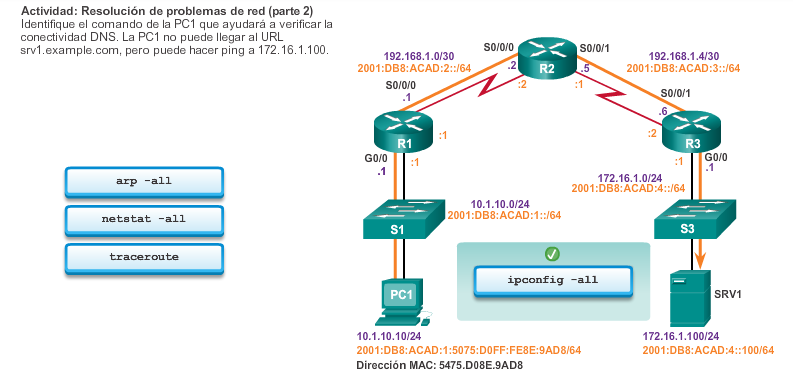 Actividad: Resolución de problemas de red (parte 2)
Identifique el comando de la PC1 que ayudará a verificar la
conectividad DNS. La PC1 no puede llegar al URL
srv1.example.com, pero puede hacer ping a 172.16.1.100.
192.168.1.0/30
2001:DB8:ACAD:2::/64
S0/0/0
S0/0/1
192.168.1.4/30
2001:DB8:ACAD:3::/64
.2
R2
.5
:2
:1
S0/0/0
.1
S0/0/1
.6
R1
:1
:2
R3
G0/0
:1
.1
:1
G0/0
.1
172.16.1.0/24
2001:DB8:ACAD:4::/64
arp -all
netstat -all
traceroute
10.1.10.0/24
2001:DB8:ACAD:1::/64
S1
S3
ipconfig -all
PC1
SRV1
10.1.10.10/24
2001:DB8:ACAD:1:5075:D0FF:FE8E:9AD8/64
Dirección MAC: 5475.D08E.9AD8
172.16.1.100/24
2001:DB8:ACAD:4::100/64